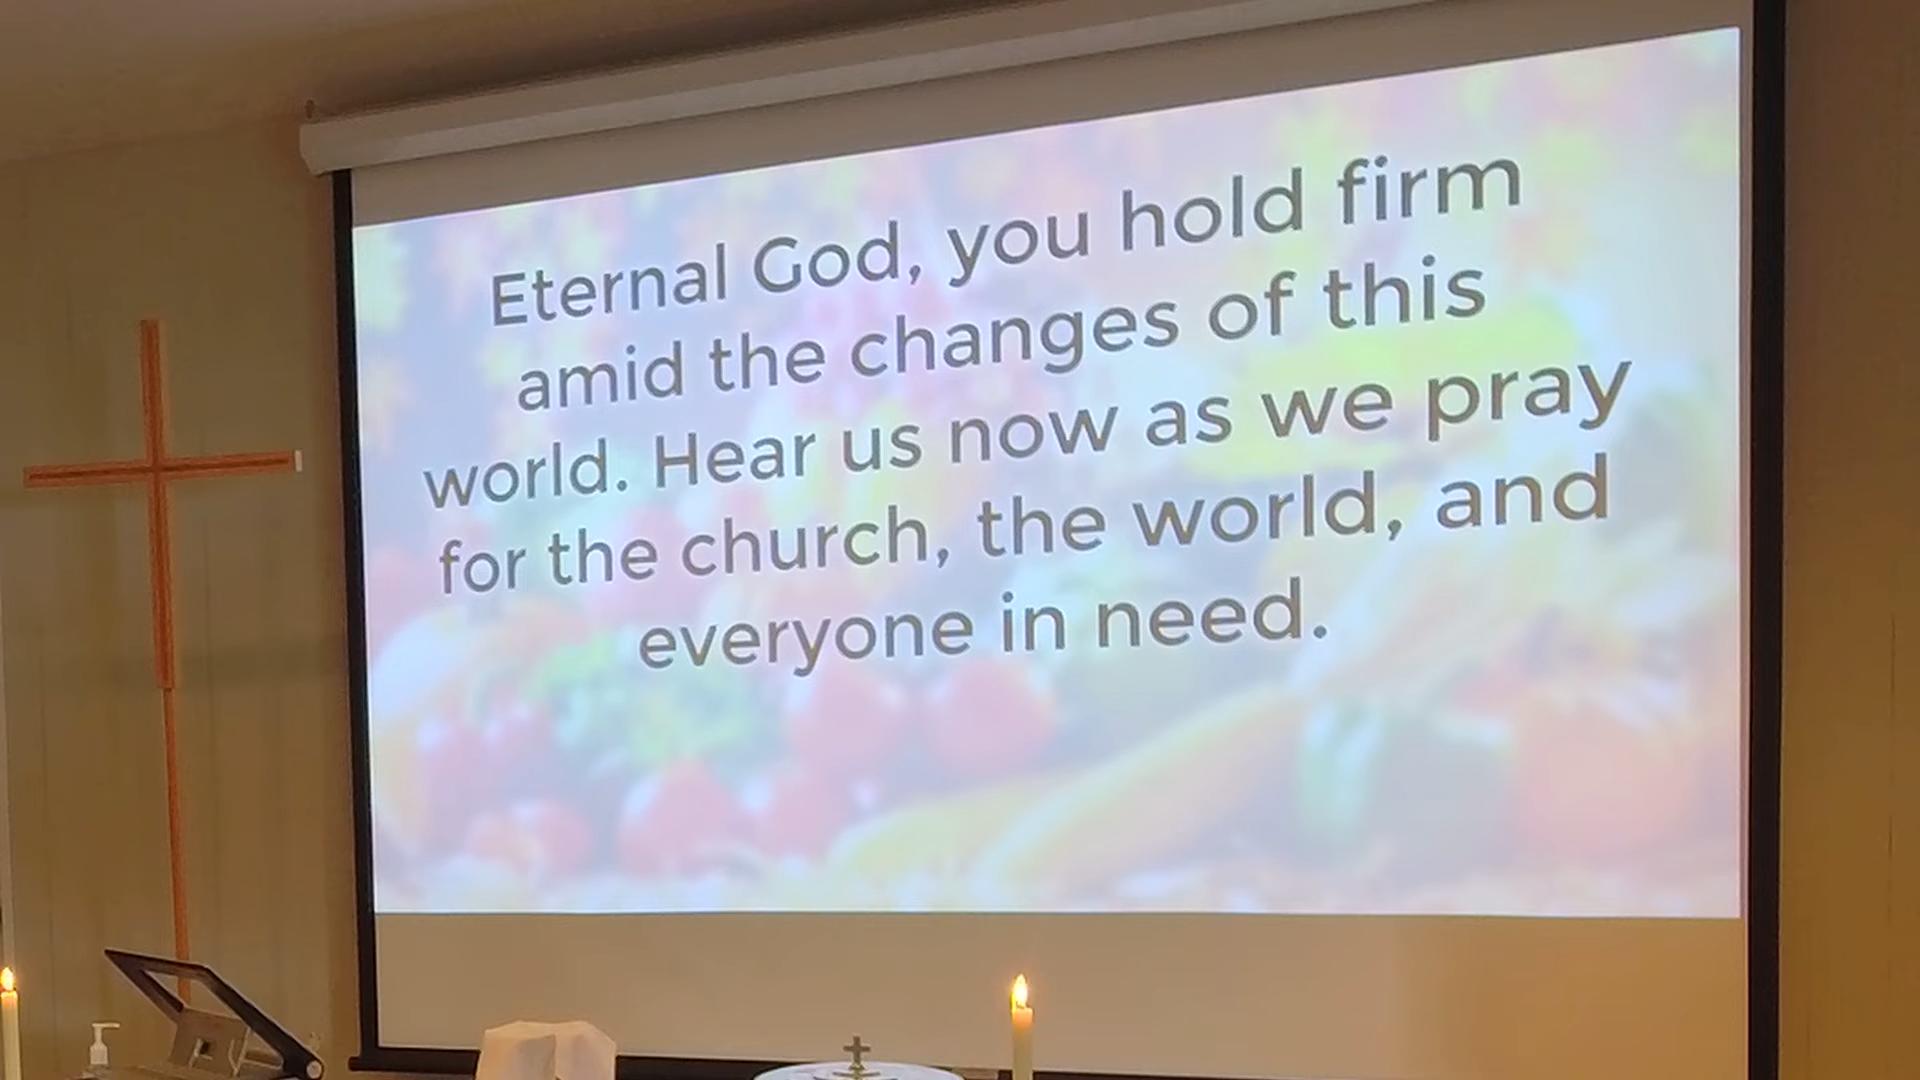 Eternal God, you hold firm
amid the changes of this
world. Hear us now as we pray
for the church, the world, and
everyone in need.